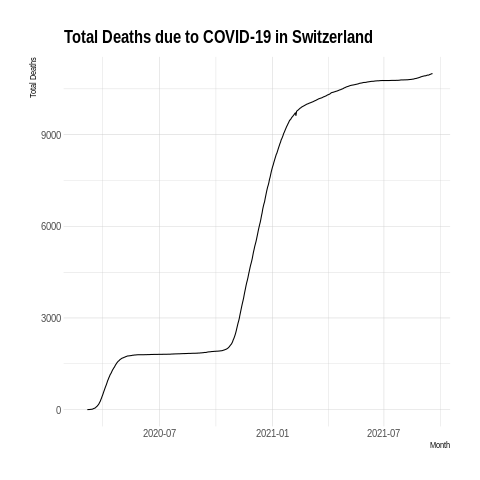 Total Deaths due to COVID-19 in Switzerland
Total Deaths
9000
6000
3000
0
2020-07 2021-01 2021-07
Month